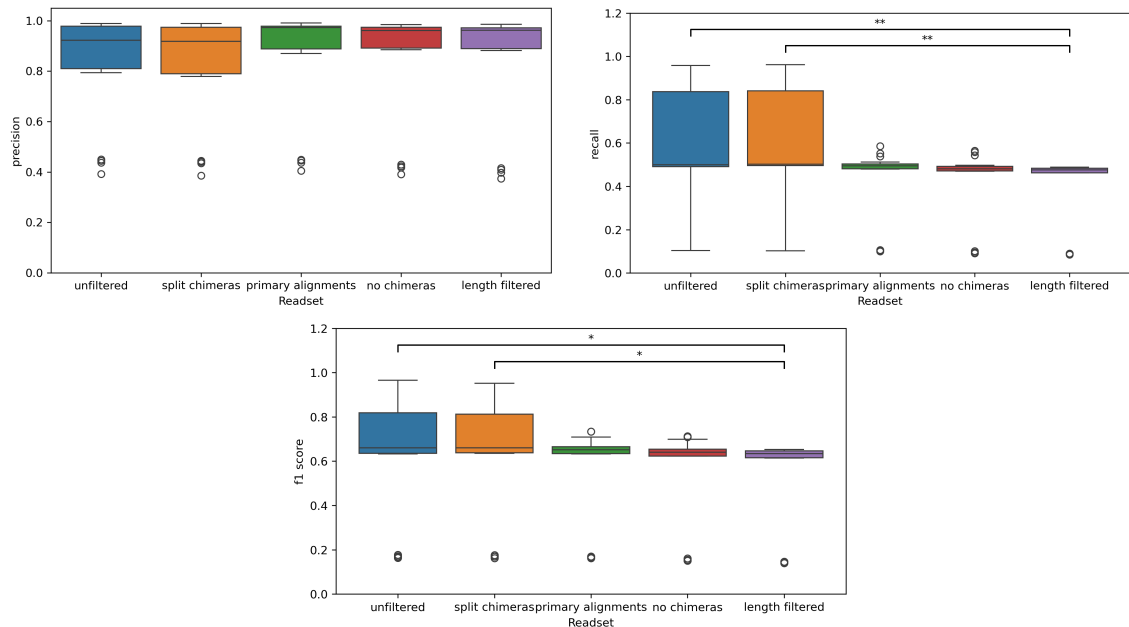 1.0
0.8
0.6
0.4
0.2
0.0
precision
unfiltered split chimeras primary alignments no chimeras length filtered
Readset
1.2
1.0
0.8
0.6
0.4
0.2
0.0
recall
**
**
unfiltered split chimeras primary alignments no chimeras length filtered
Readset
1.2
1.0
0.8
0.6
0.4
0.2
0.0
f1 score
*
*
unfiltered split chimeras primary alignments no chimeras length filtered
Readset